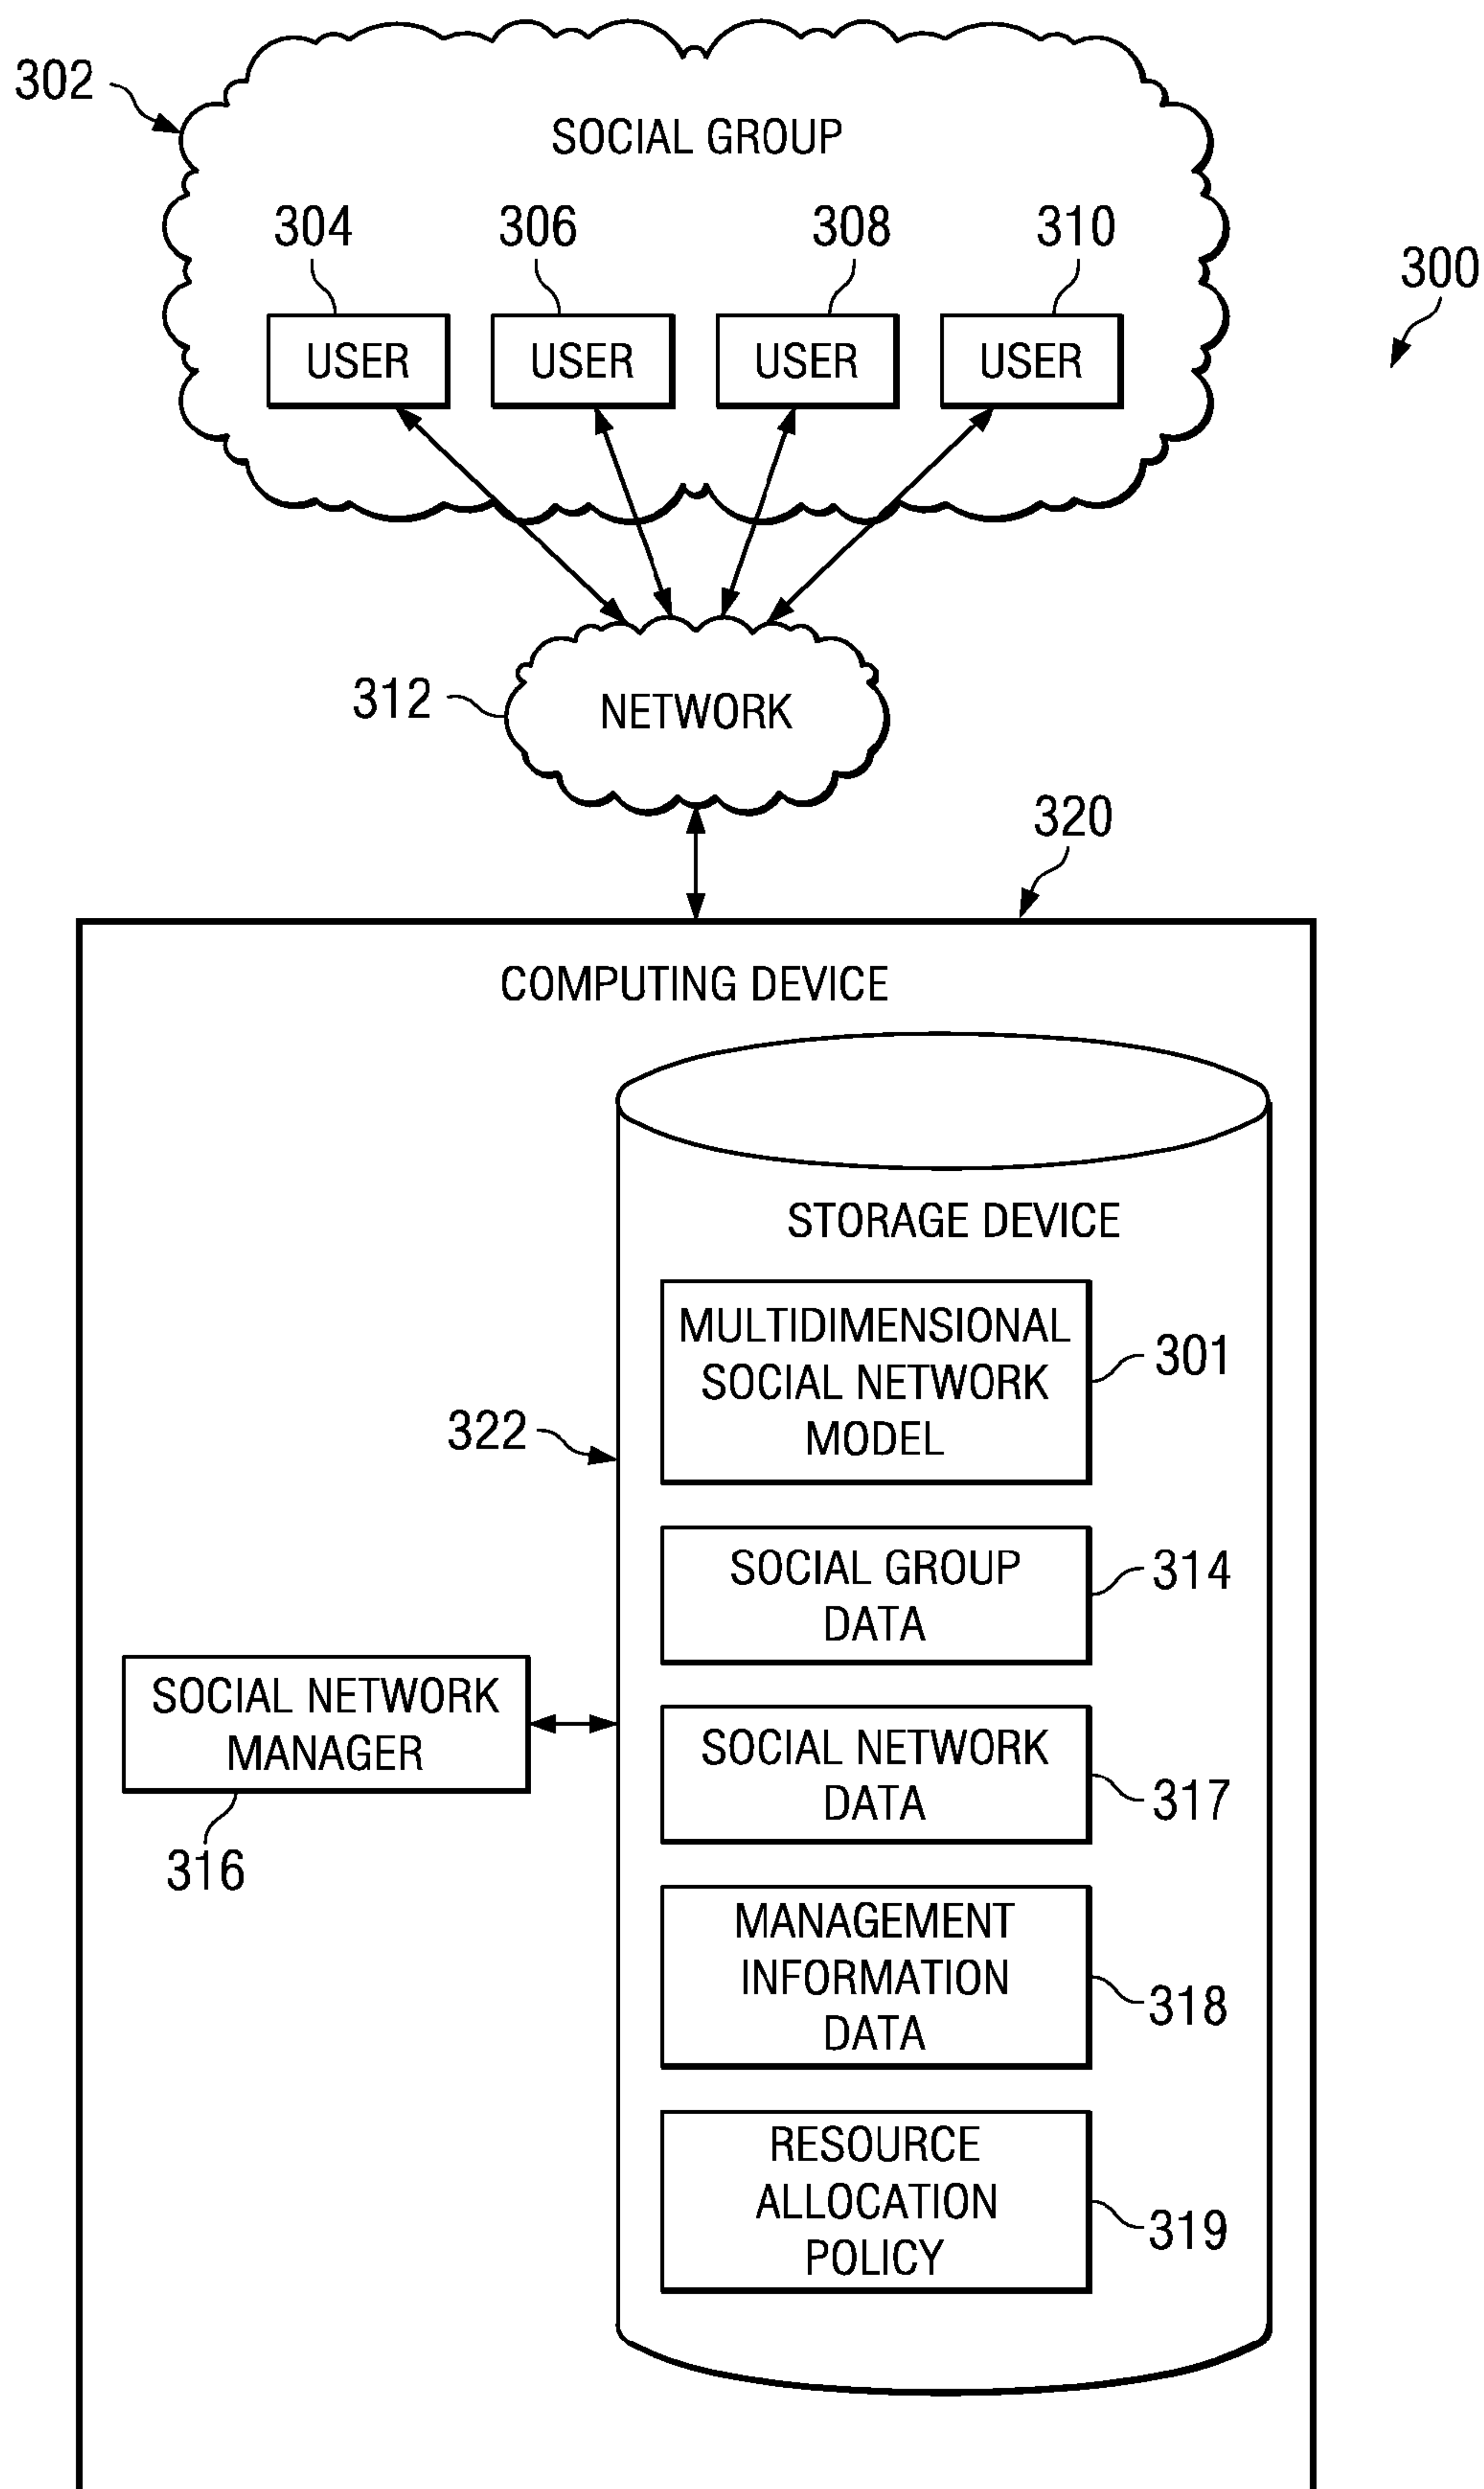 302
SOCIAL GROUP
304
306
308
310
300
USER
USER
USER
USER
312
NETWORK
320
COMPUTING DEVICE
STORAGE DEVICE
MULTIDIMENSIONAL
SOCIAL NETWORK
MODEL
301
322
SOCIAL GROUP
DATA
314
SOCIAL NETWORK
MANAGER
316
SOCIAL NETWORK
DATA
317
MANAGEMENT
INFORMATION
DATA
318
RESOURCE
ALLOCATION
POLICY
319